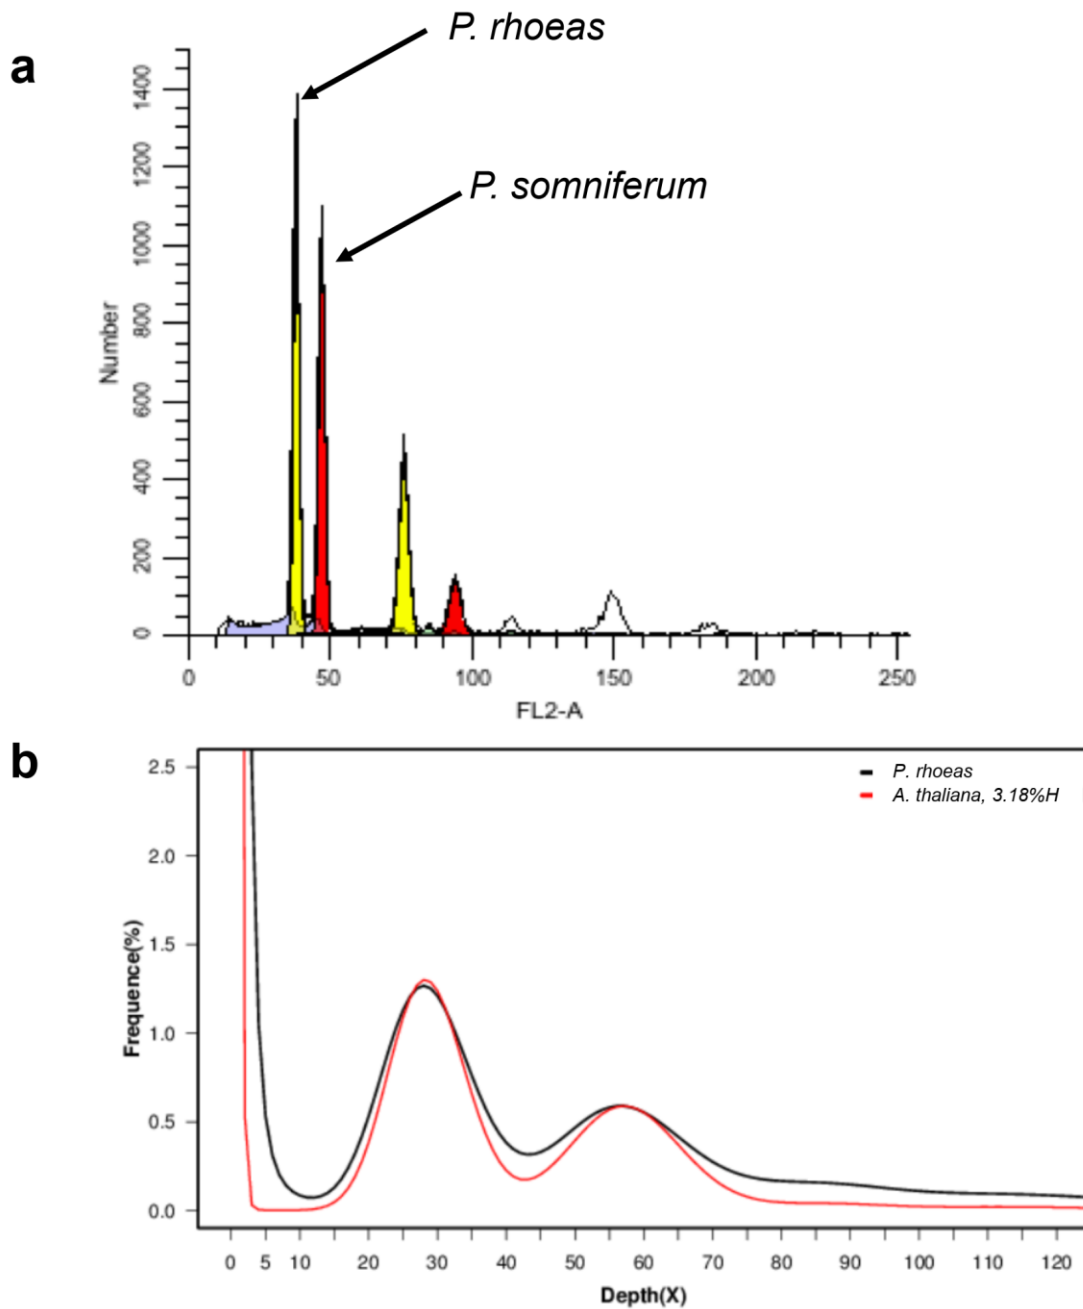 a
P. rhoeas
P. somniferum
Number
1400
1200
1000
800
600
400
200
0
0 50 100 150 200 250
FL2-A
b
P. rhoeas
A. thaliana, 3.18%H
Frequence(%)
2.5
2.0
1.5
1.0
0.5
0.0
0 5 10 20 30 40 50 60 70 80 90 100 110 120
Depth(X)